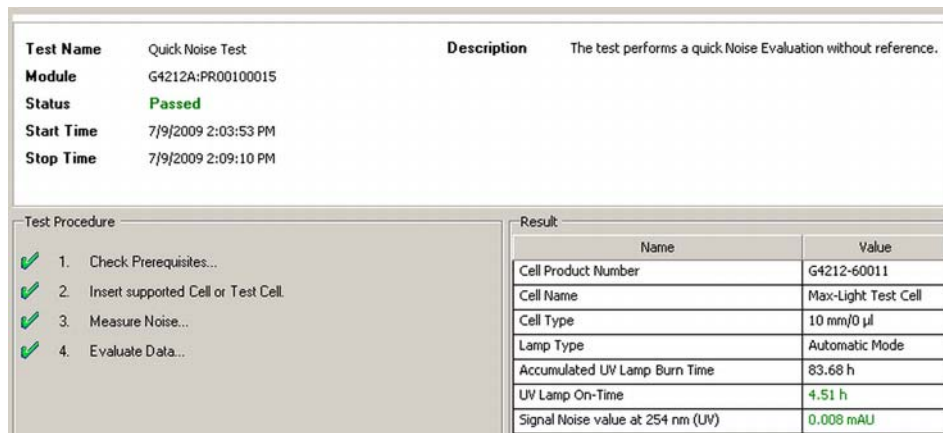 Test Name Quick Noise Test Description The test performs a quick Noise Evaluation without reference.
Module G4212A:PR00100015
Status Passed
Start Time 7/9/2009 2:03:53 PM
Stop Time 7/9/2009 2:09:10 PM
Test Procedure
1. Check Prerequisites...
2. Insert supported Cell or Test Cell.
3. Measure Noise...
4. Evaluate Data...
Result
Name Value
Cell Product Number G4212-60011
Cell Name Max-Light Test Cell
Cell Type 10 mm/0 µl
Lamp Type Automatic Mode
Accumulated UV Lamp Burn Time 83.68 h
UV Lamp On-Time 4.51 h
Signal Noise value at 254 nm (UV) 0.008 mAU